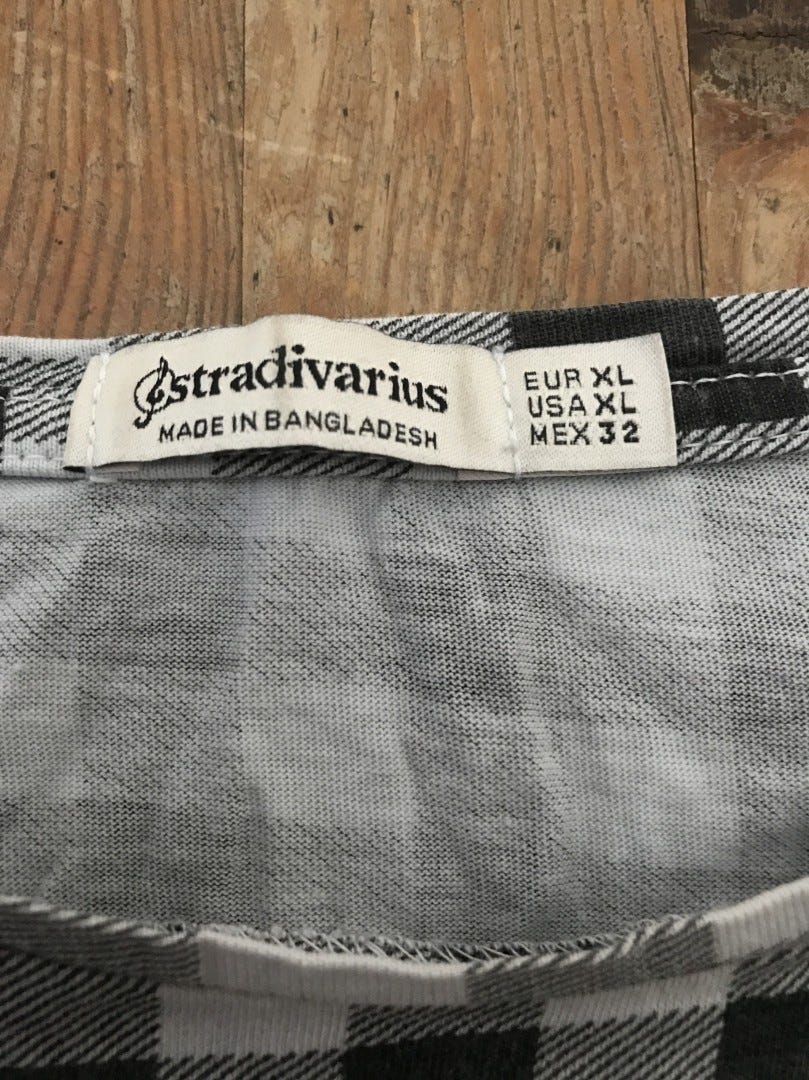 stradivarius
MADE IN BANGLADESH
EUR XL
USA XL
MEX 32